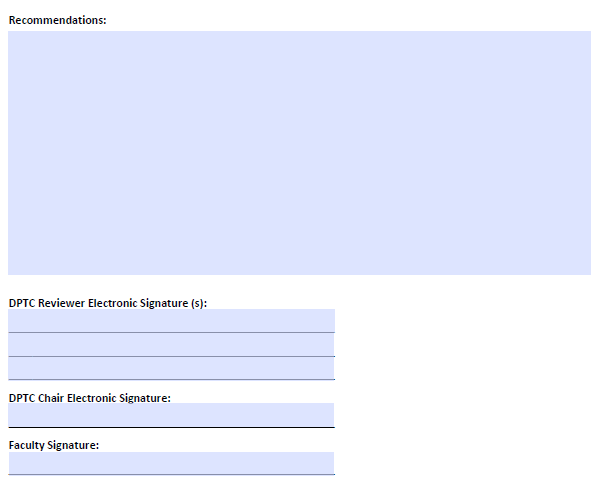 Recommendations:
DPTC Reviewer Electronic Signature (s):
DPTC Chair Electronic Signature:
Faculty Signature: